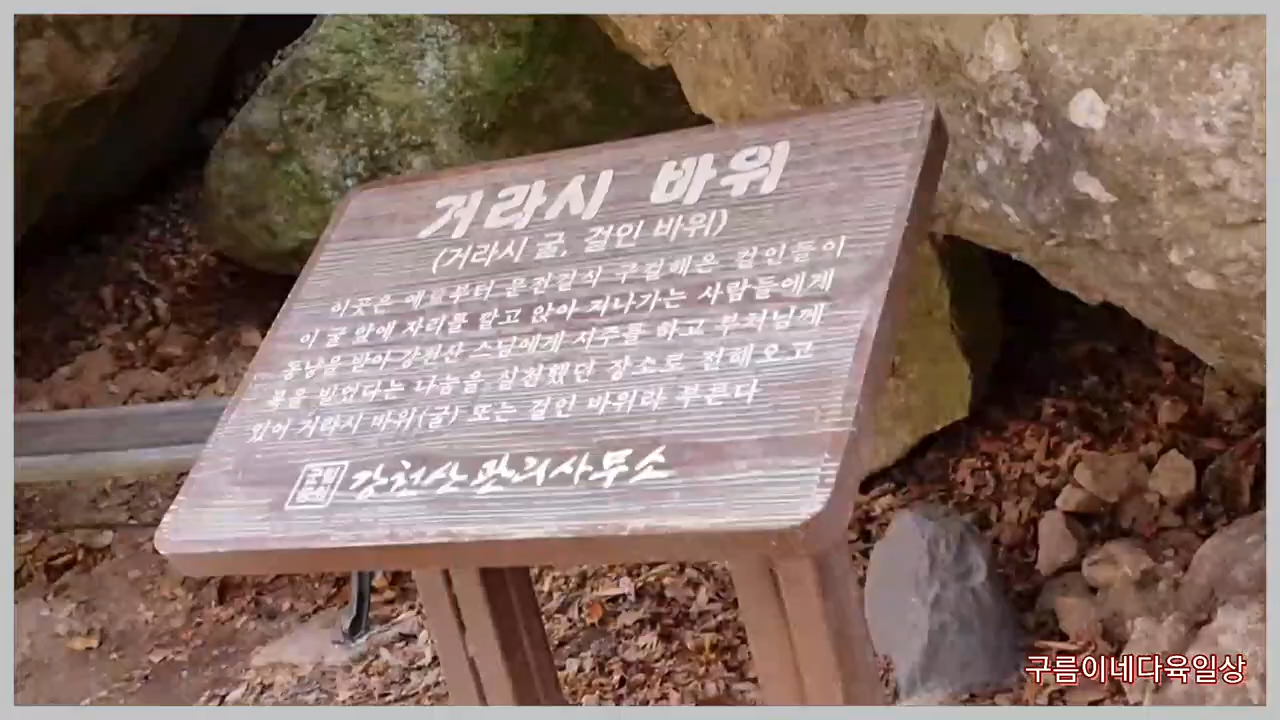 거라시 바위
(거라시 굴, 걸인 바위)
이곳은 예로부터 문전걸식 구걸해온 걸인들이
이 굴 앞에 자리를 깔고 앉아 지나가는 사람들에게
동냥을 받아 강천산 스님에게 시주를 하고 부처님께
복을 빌었다는 나눔을 실천했던 장소로 전해오고
있어 거라시 바위(굴) 또는 걸인 바위라 부른다
강천산관리사무소
구름이네다육일상